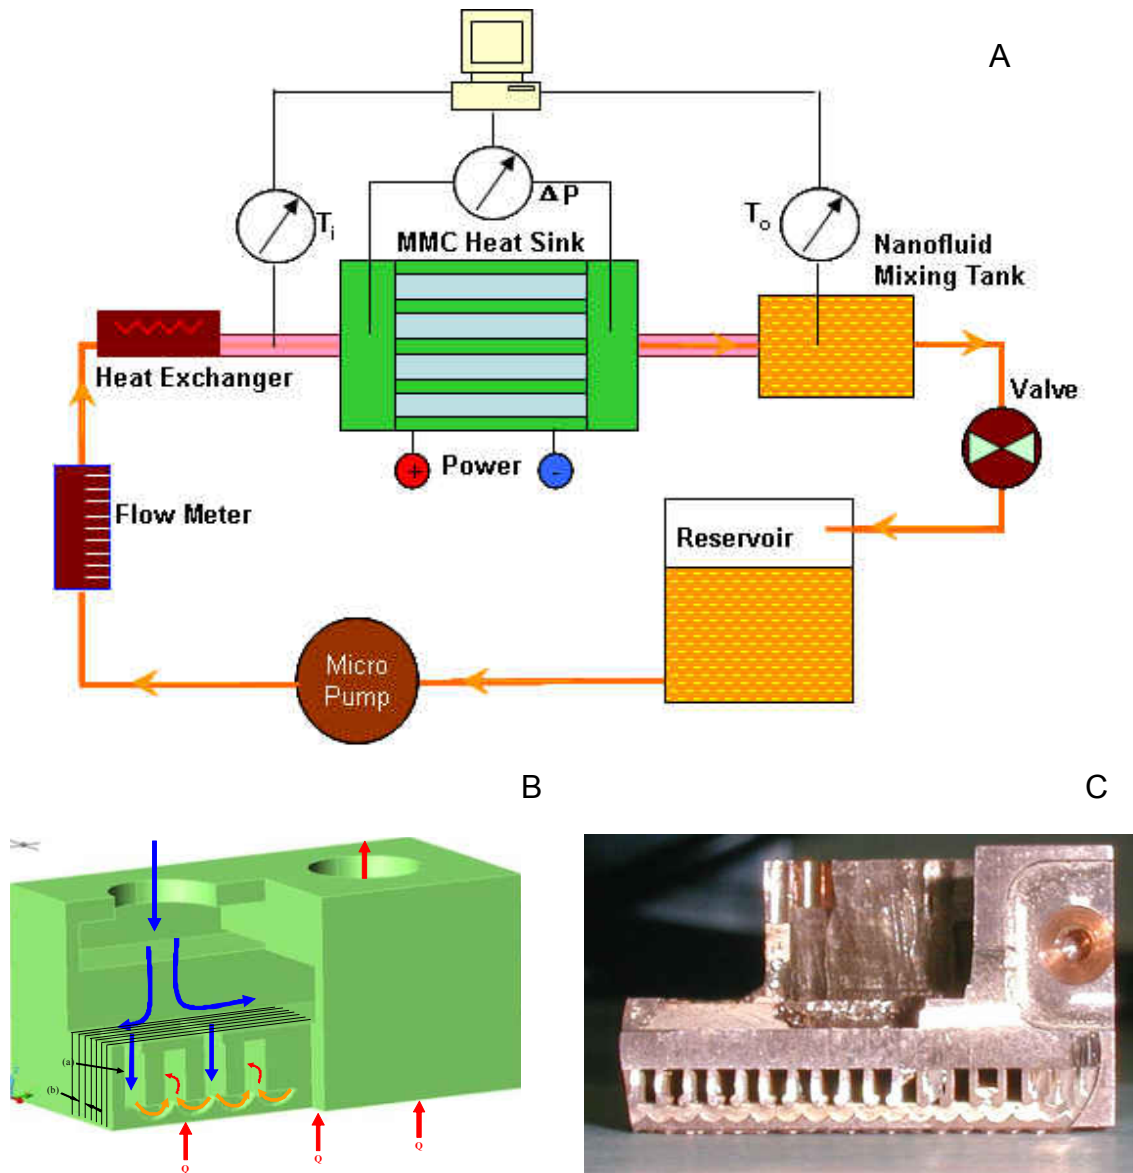 A
ΔP
Ti
To
MMC Heat Sink
Nanofluid
Mixing Tank
Heat Exchanger
Valve
+
Power
-
Flow Meter
Reservoir
Micro
Pump
B
C
(a)
(b)
Q
Q
Q